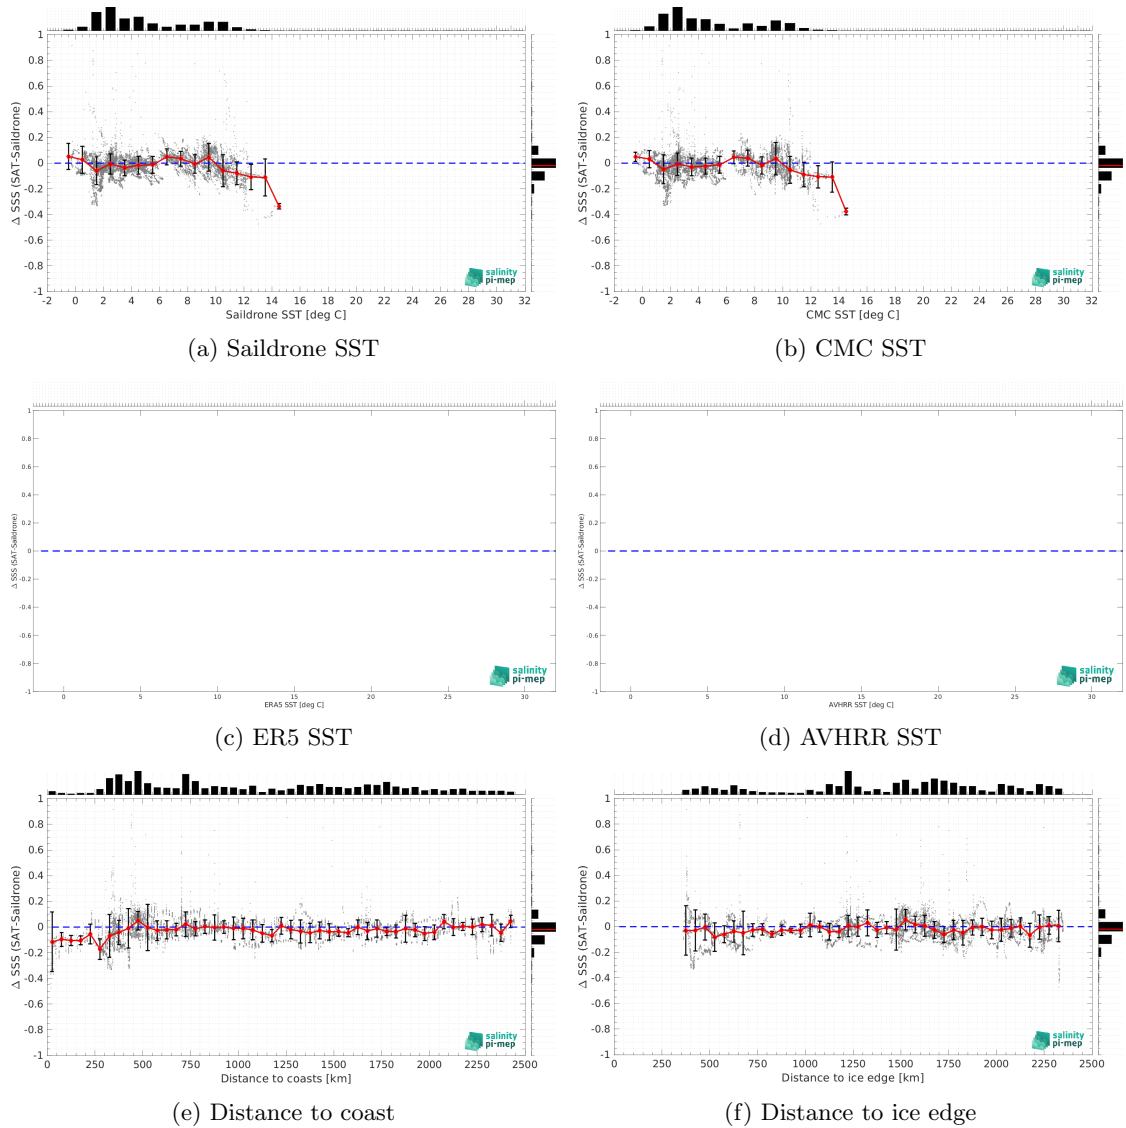 1
0.8
0.6
0.4
0.2
0
-0.2
-0.4
-0.6
-0.8
-1
Δ SSS (SAT-Saildrone)
-2 0 2 4 6 8 10 12 14 16 18 20 22 24 26 28 30 32
Saildrone SST [deg C]
salinity
pi-mep
(a) Saildrone SST
1
0.8
0.6
0.4
0.2
0
-0.2
-0.4
-0.6
-0.8
-1
Δ SSS (SAT-Saildrone)
-2 0 2 4 6 8 10 12 14 16 18 20 22 24 26 28 30 32
CMC SST [deg C]
salinity
pi-mep
(b) CMC SST
1
0.8
0.6
0.4
0.2
0
-0.2
-0.4
-0.6
-0.8
-1
Δ SSS (SAT-Saildrone)
0 5 10 15 20 25 30
ERA5 SST [deg C]
salinity
pi-mep
(c) ER5 SST
1
0.8
0.6
0.4
0.2
0
-0.2
-0.4
-0.6
-0.8
-1
Δ SSS (SAT-Saildrone)
0 5 10 15 20 25 30
AVHRR SST [deg C]
salinity
pi-mep
(d) AVHRR SST
1
0.8
0.6
0.4
0.2
0
-0.2
-0.4
-0.6
-0.8
-1
Δ SSS (SAT-Saildrone)
0 250 500 750 1000 1250 1500 1750 2000 2250 2500
Distance to coasts [km]
salinity
pi-mep
(e) Distance to coast
1
0.8
0.6
0.4
0.2
0
-0.2
-0.4
-0.6
-0.8
-1
Δ SSS (SAT-Saildrone)
0 250 500 750 1000 1250 1500 1750 2000 2250 2500
Distance to ice edge [km]
salinity
pi-mep
(f) Distance to ice edge